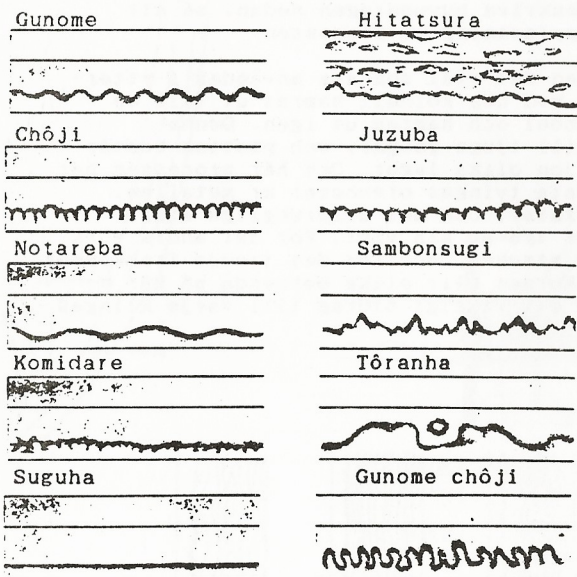 Gunome
Hitatsura
Chôji
Juzuba
Notareba
Sambonsugi
Komidare
Tôranha
Suguha
Gunome chôji